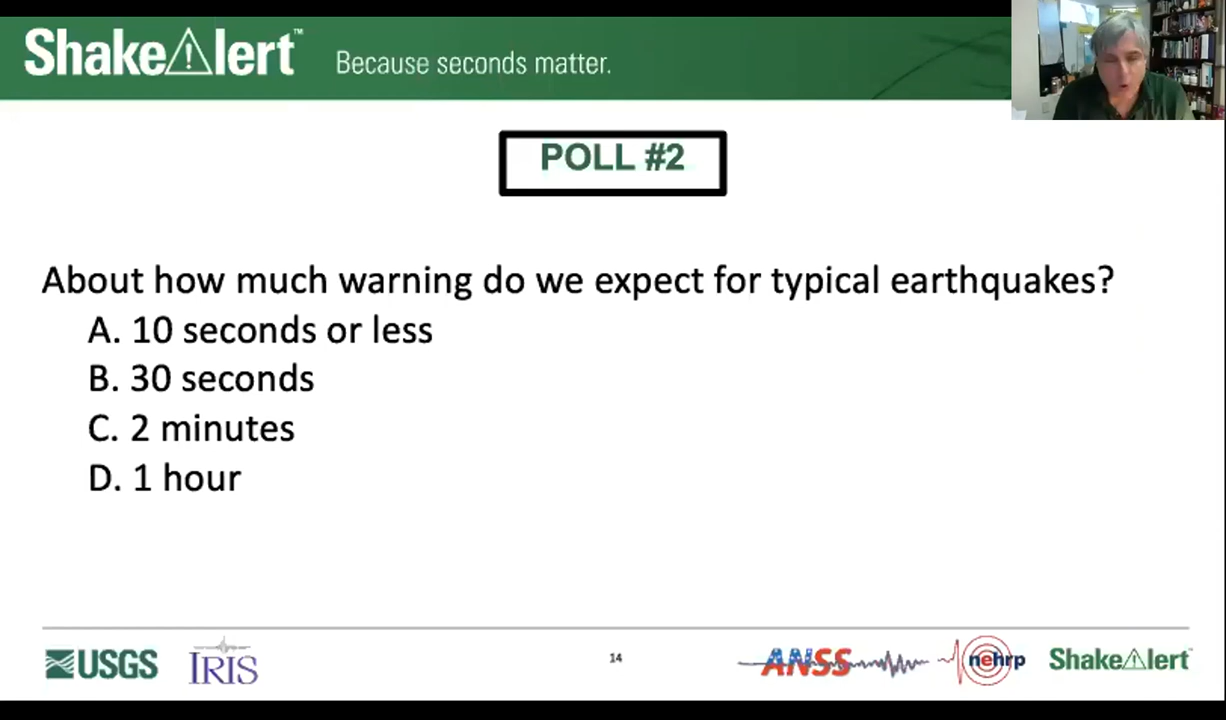 ShakeAlert™ Because seconds matter.
POLL #2
About how much warning do we expect for typical earthquakes?
A. 10 seconds or less
B. 30 seconds
C. 2 minutes
D. 1 hour
USGS IRIS 14 ANSS nehrp ShakeAlert